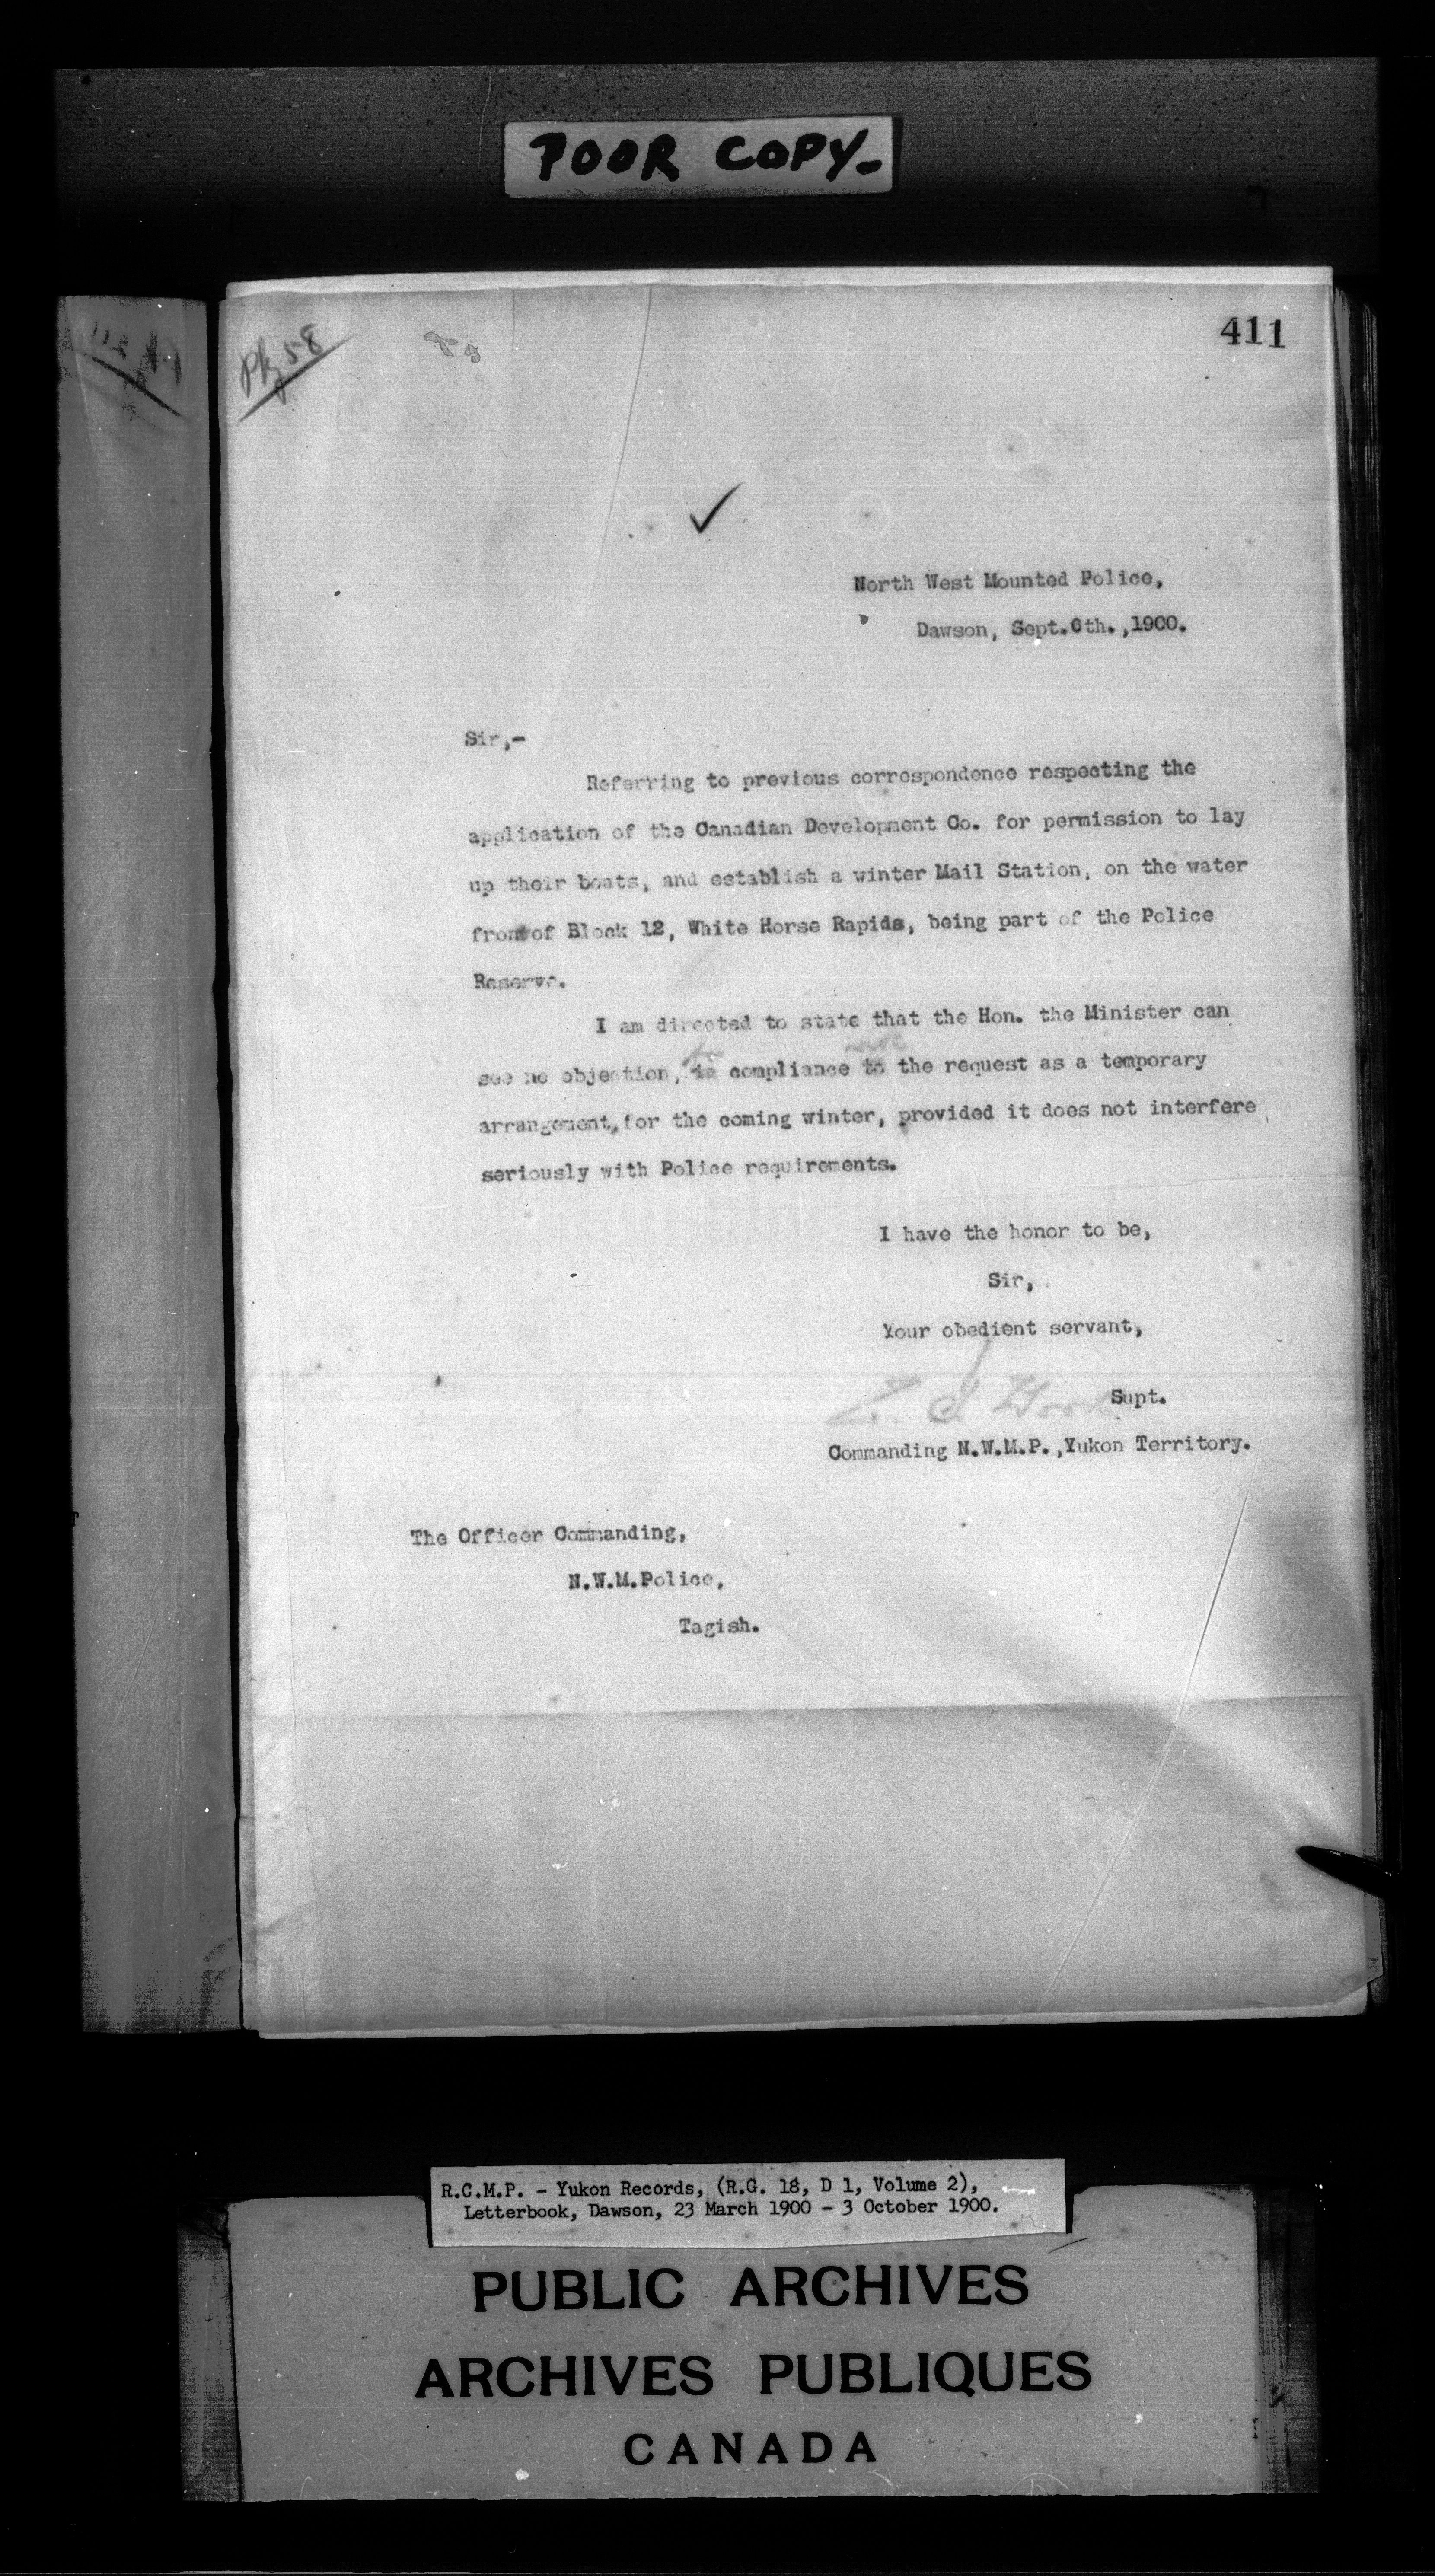 POOR COPY-
411
58
North West Mounted Police,
Dawson, Sept.6th.,1900.
Sir,-
Referring to previous correspondence respecting the
application of the Canadian Development Co. for permission to lay
up their boats, and establish a winter Mail Station, on the water
front of Block 12, White Horse Rapids, being part of the Police
Reserve.
I am directed to state that the Hon. the Minister can
see no objection, in compliance to the request as a temporary
arrangement, for the coming winter, provided it does not interfere
seriously with Police requirements.
I have the honor to be,
Sir,
Your obedient servant,
Supt.
Commanding N.W.M.P.,Yukon Territory.
The Officer Commanding,
N.W.M.Police,
Tagish.
R.C.M.P. - Yukon Records, (R.G. 18, D 1, Volume 2),
Letterbook, Dawson, 23 March 1900 - 3 October 1900.
PUBLIC ARCHIVES
ARCHIVES PUBLIQUES
CANADA